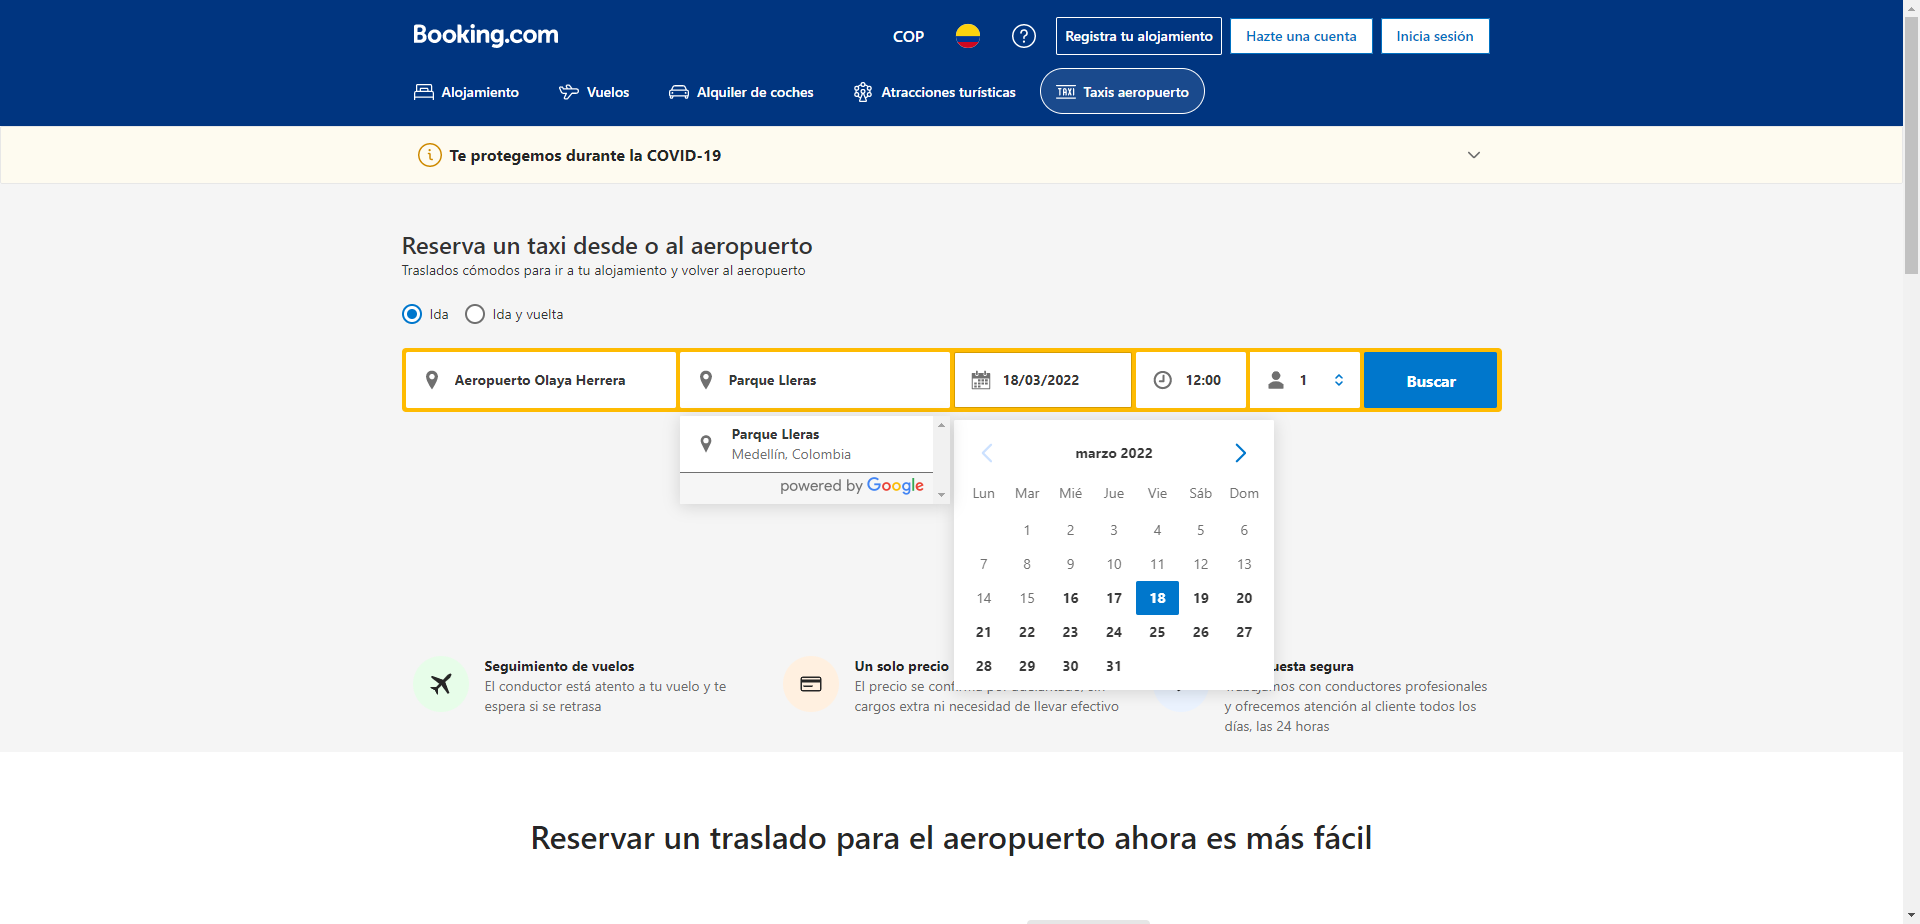 Booking.com
COP
Registra tu alojamiento
Hazte una cuenta
Inicia sesión
Alojamiento
Vuelos
Alquiler de coches
Atracciones turísticas
TAXI
Taxis aeropuerto
Te protegemos durante la COVID-19
Reserva un taxi desde o al aeropuerto
Traslados cómodos para ir a tu alojamiento y volver al aeropuerto
Ida
Ida y vuelta
Aeropuerto Olaya Herrera
Parque Lleras
18/03/2022
12:00
1
Buscar
Parque Lleras
Medellín, Colombia
powered by Google
marzo 2022
Lun Mar Mié Jue Vie Sáb Dom
1 2 3 4 5 6
7 8 9 10 11 12 13
14 15 16 17 18 19 20
21 22 23 24 25 26 27
28 29 30 31
Seguimiento de vuelos
El conductor está atento a tu vuelo y te
espera si se retrasa
Un solo precio
El precio se
cargos extra ni necesidad de llevar efectivo
segura
con conductores profesionales
y ofrecemos atención al cliente todos los
días, las 24 horas
Reservar un traslado para el aeropuerto ahora es más fácil